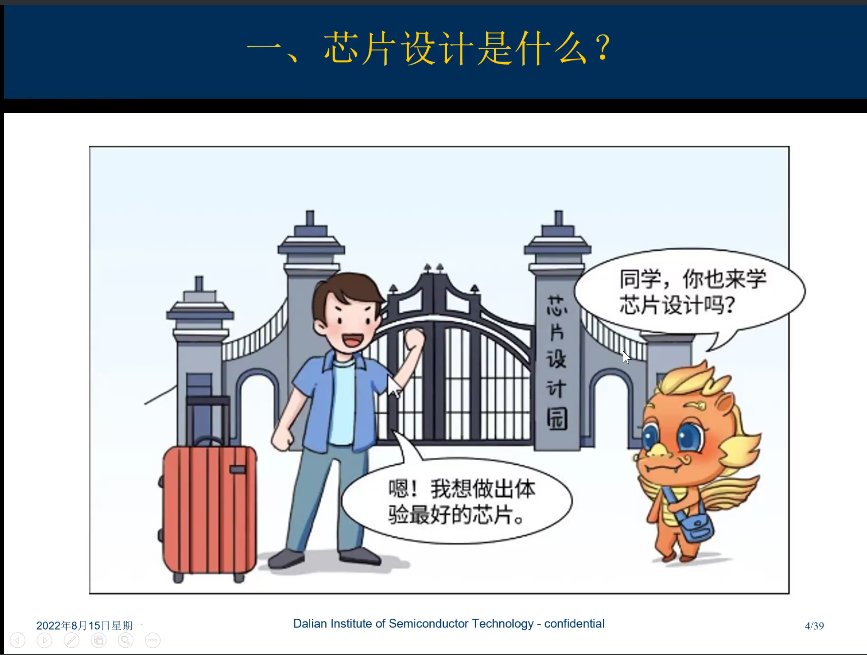 一、芯片设计是什么？
同学，你也来学
芯片设计吗？
芯片设计园
嗯！我想做出体
验最好的芯片。
2022年8月15日星期一
Dalian Institute of Semiconductor Technology - confidential
4/39